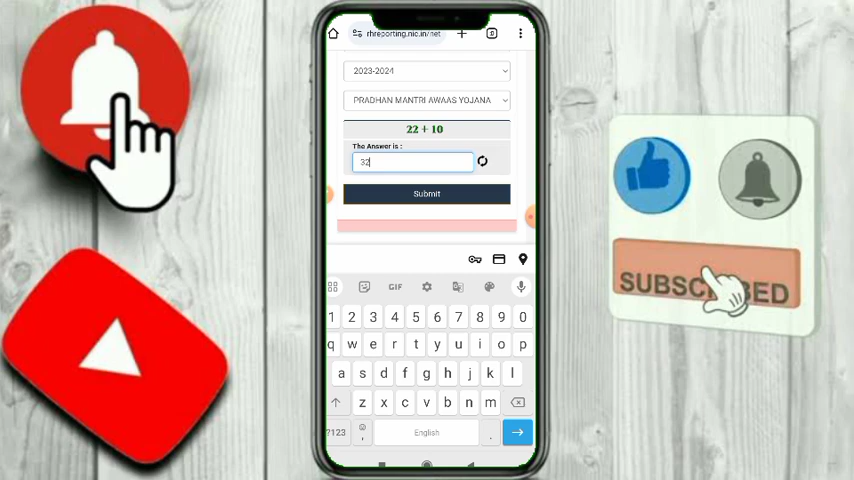 rhreporting.nic.in/net
2023-2024
PRADHAN MANTRI AWAAS YOJANA
22 + 10
The Answer is :
32
Submit
GIF
1 2 3 4 5 6 7 8 9 0
q w e r t y u i o p
a s d f g h j k l
z x c v b n m
?123 , English .
SUBSCRIBED